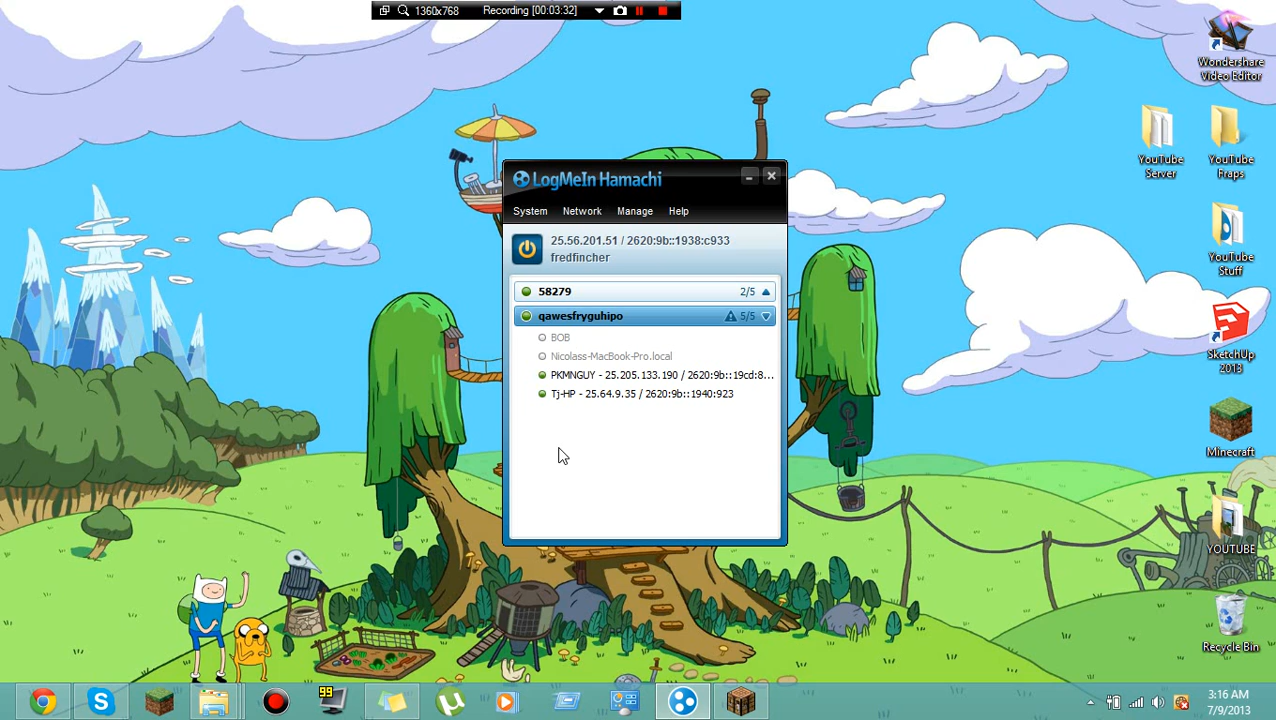 1360x768 Recording [00:03:32]
Wondershare Video Editor
YouTube Server
YouTube Fraps
LogMeIn Hamachi
System Network Manage Help
25.56.201.51 / 2620:9b::1938:c933
fredfincher
58279 2/5
qawesfryguhipo 5/5
BOB
Nicolass-MacBook-Pro.local
PKMNGUY - 25.205.133.190 / 2620:9b::19cd:8...
Tj-HP - 25.64.9.35 / 2620:9b::1940:923
YouTube Stuff
SketchUp 2013
Minecraft
YOUTUBE
Recycle Bin
99
3:16 AM
7/9/2013